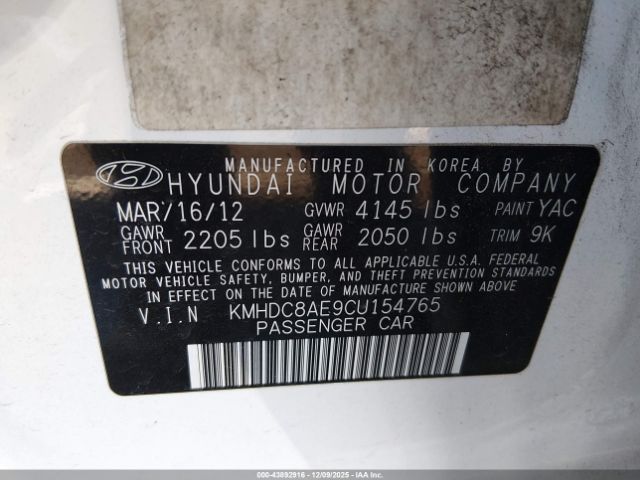 MANUFACTURED IN KOREA BY
HYUNDAI MOTOR COMPANY
MAR/16/12 GVWR 4145 lbs PAINT YAC
GAWR FRONT 2205 lbs GAWR REAR 2050 lbs TRIM 9K
THIS VEHICLE CONFORMS TO ALL APPLICABLE U.S.A. FEDERAL
MOTOR VEHICLE SAFETY, BUMPER, AND THEFT PREVENTION STANDARDS
IN EFFECT ON THE DATE OF MANUFACTURE SHOWN ABOVE
V.I.N KMHDC8AE9CU154765
PASSENGER CAR
000-43892916 - 12/09/2025 - PARTIAL COPART